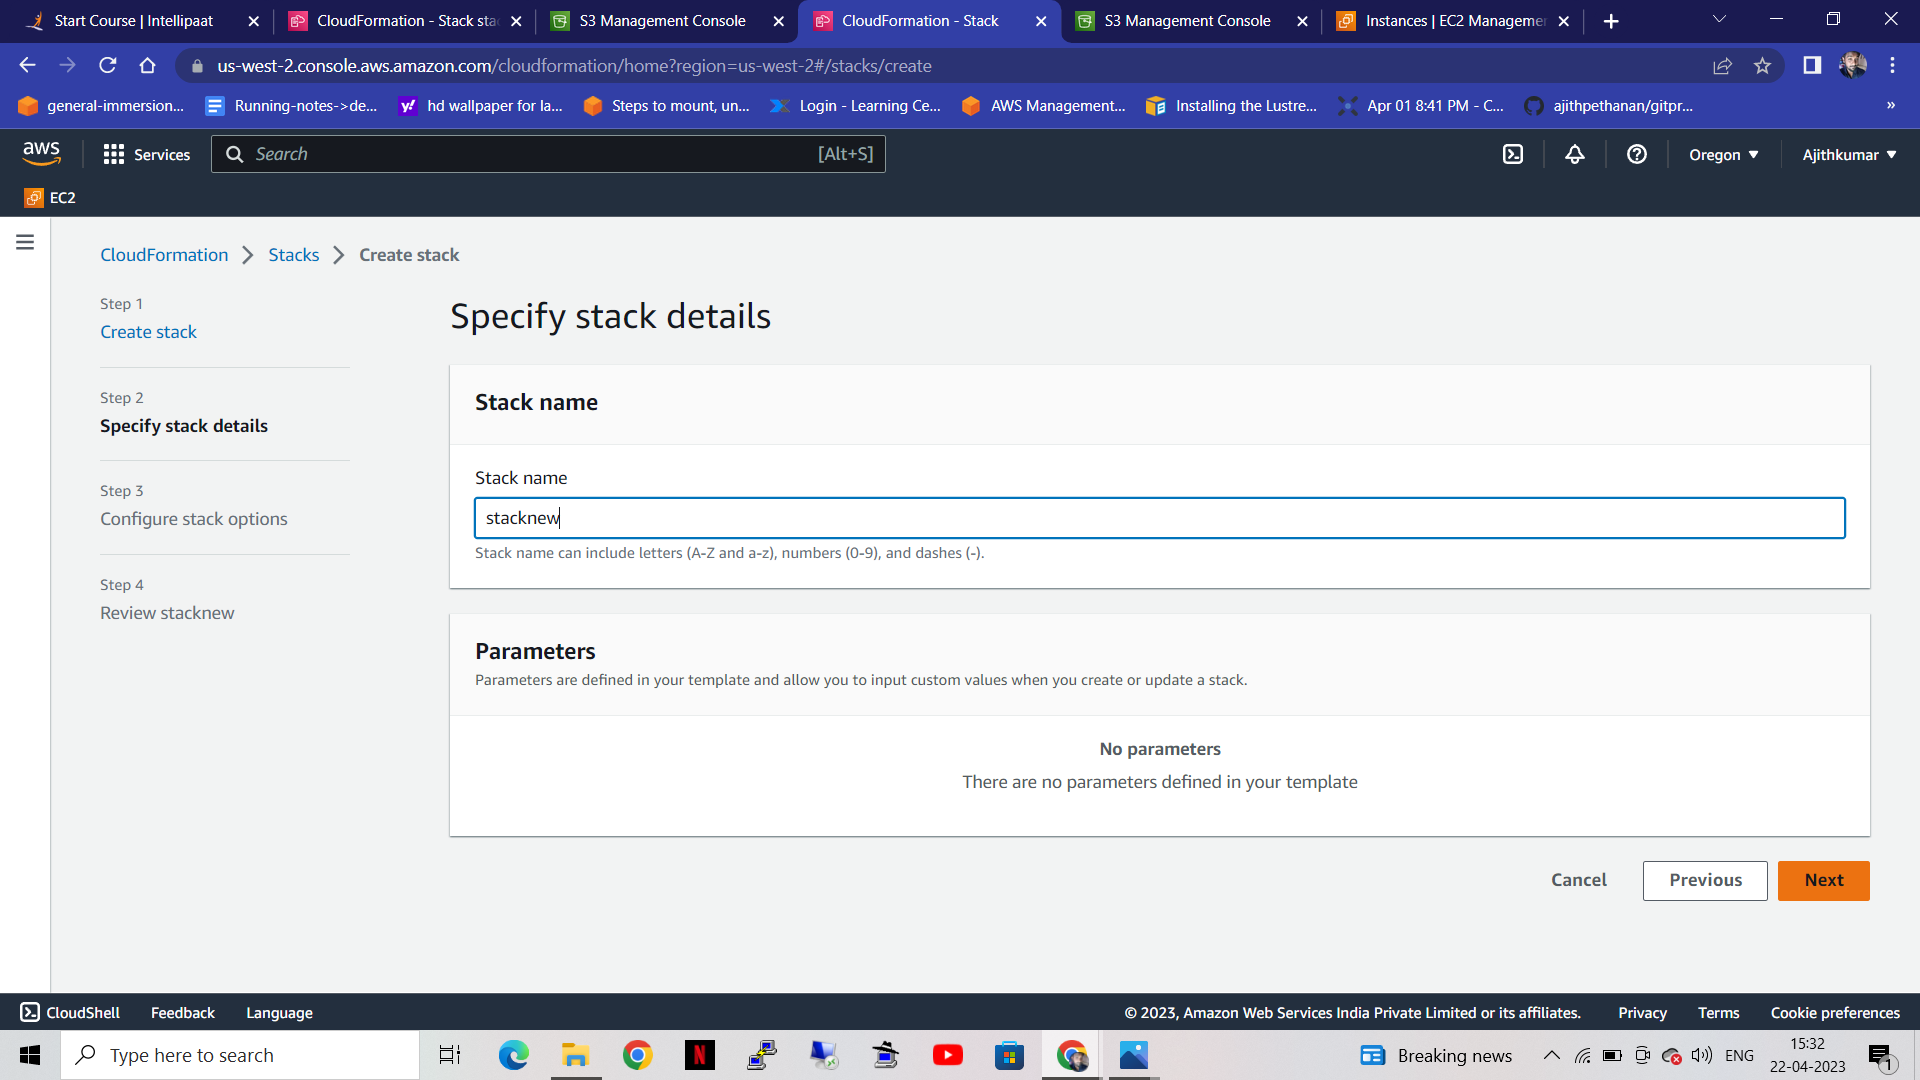 Start Course | Intellipaat
CloudFormation - Stack sta
S3 Management Console
CloudFormation - Stack
S3 Management Console
Instances | EC2 Managemen
us-west-2.console.aws.amazon.com/cloudformation/home?region=us-west-2#/stacks/create
general-immersion...
Running-notes->de...
hd wallpaper for la...
Steps to mount, un...
Login - Learning Ce...
AWS Management...
Installing the Lustre...
Apr 01 8:41 PM - C...
ajithpethanan/gitpr...
»
aws
Services
Search
[Alt+S]
Oregon
Ajithkumar
EC2
CloudFormation
Stacks
Create stack
Step 1
Create stack
Step 2
Specify stack details
Step 3
Configure stack options
Step 4
Review stacknew
Specify stack details
Stack name
Stack name
stacknew
Stack name can include letters (A-Z and a-z), numbers (0-9), and dashes (-).
Parameters
Parameters are defined in your template and allow you to input custom values when you create or update a stack.
No parameters
There are no parameters defined in your template
Cancel
Previous
Next
CloudShell
Feedback
Language
© 2023, Amazon Web Services India Private Limited or its affiliates.
Privacy
Terms
Cookie preferences
Type here to search
Breaking news
ENG
15:32
22-04-2023
1